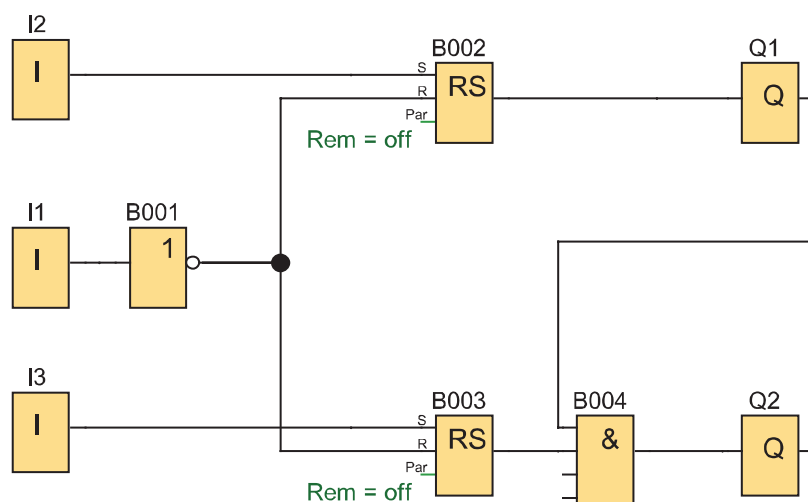 I2
I
B002
S
R
Par
RS
Rem = off
Q1
Q
I1
I
B001
1
I3
I
B003
S
R
Par
RS
Rem = off
B004
&
Q2
Q